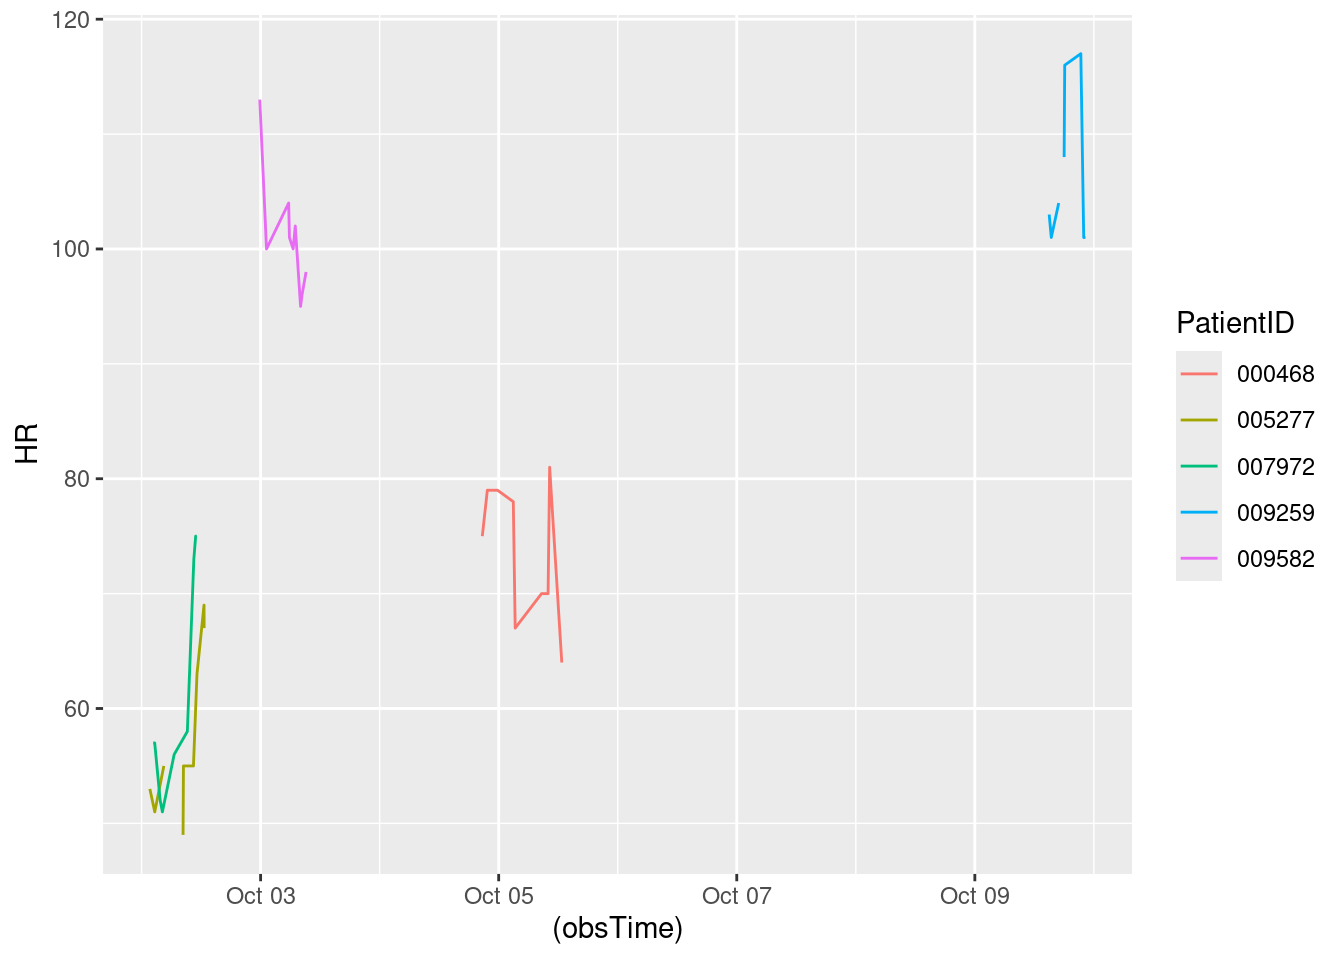 120
100
80
60
HR
Oct 03
Oct 05
Oct 07
Oct 09
(obsTime)
PatientID
000468
005277
007972
009259
009582